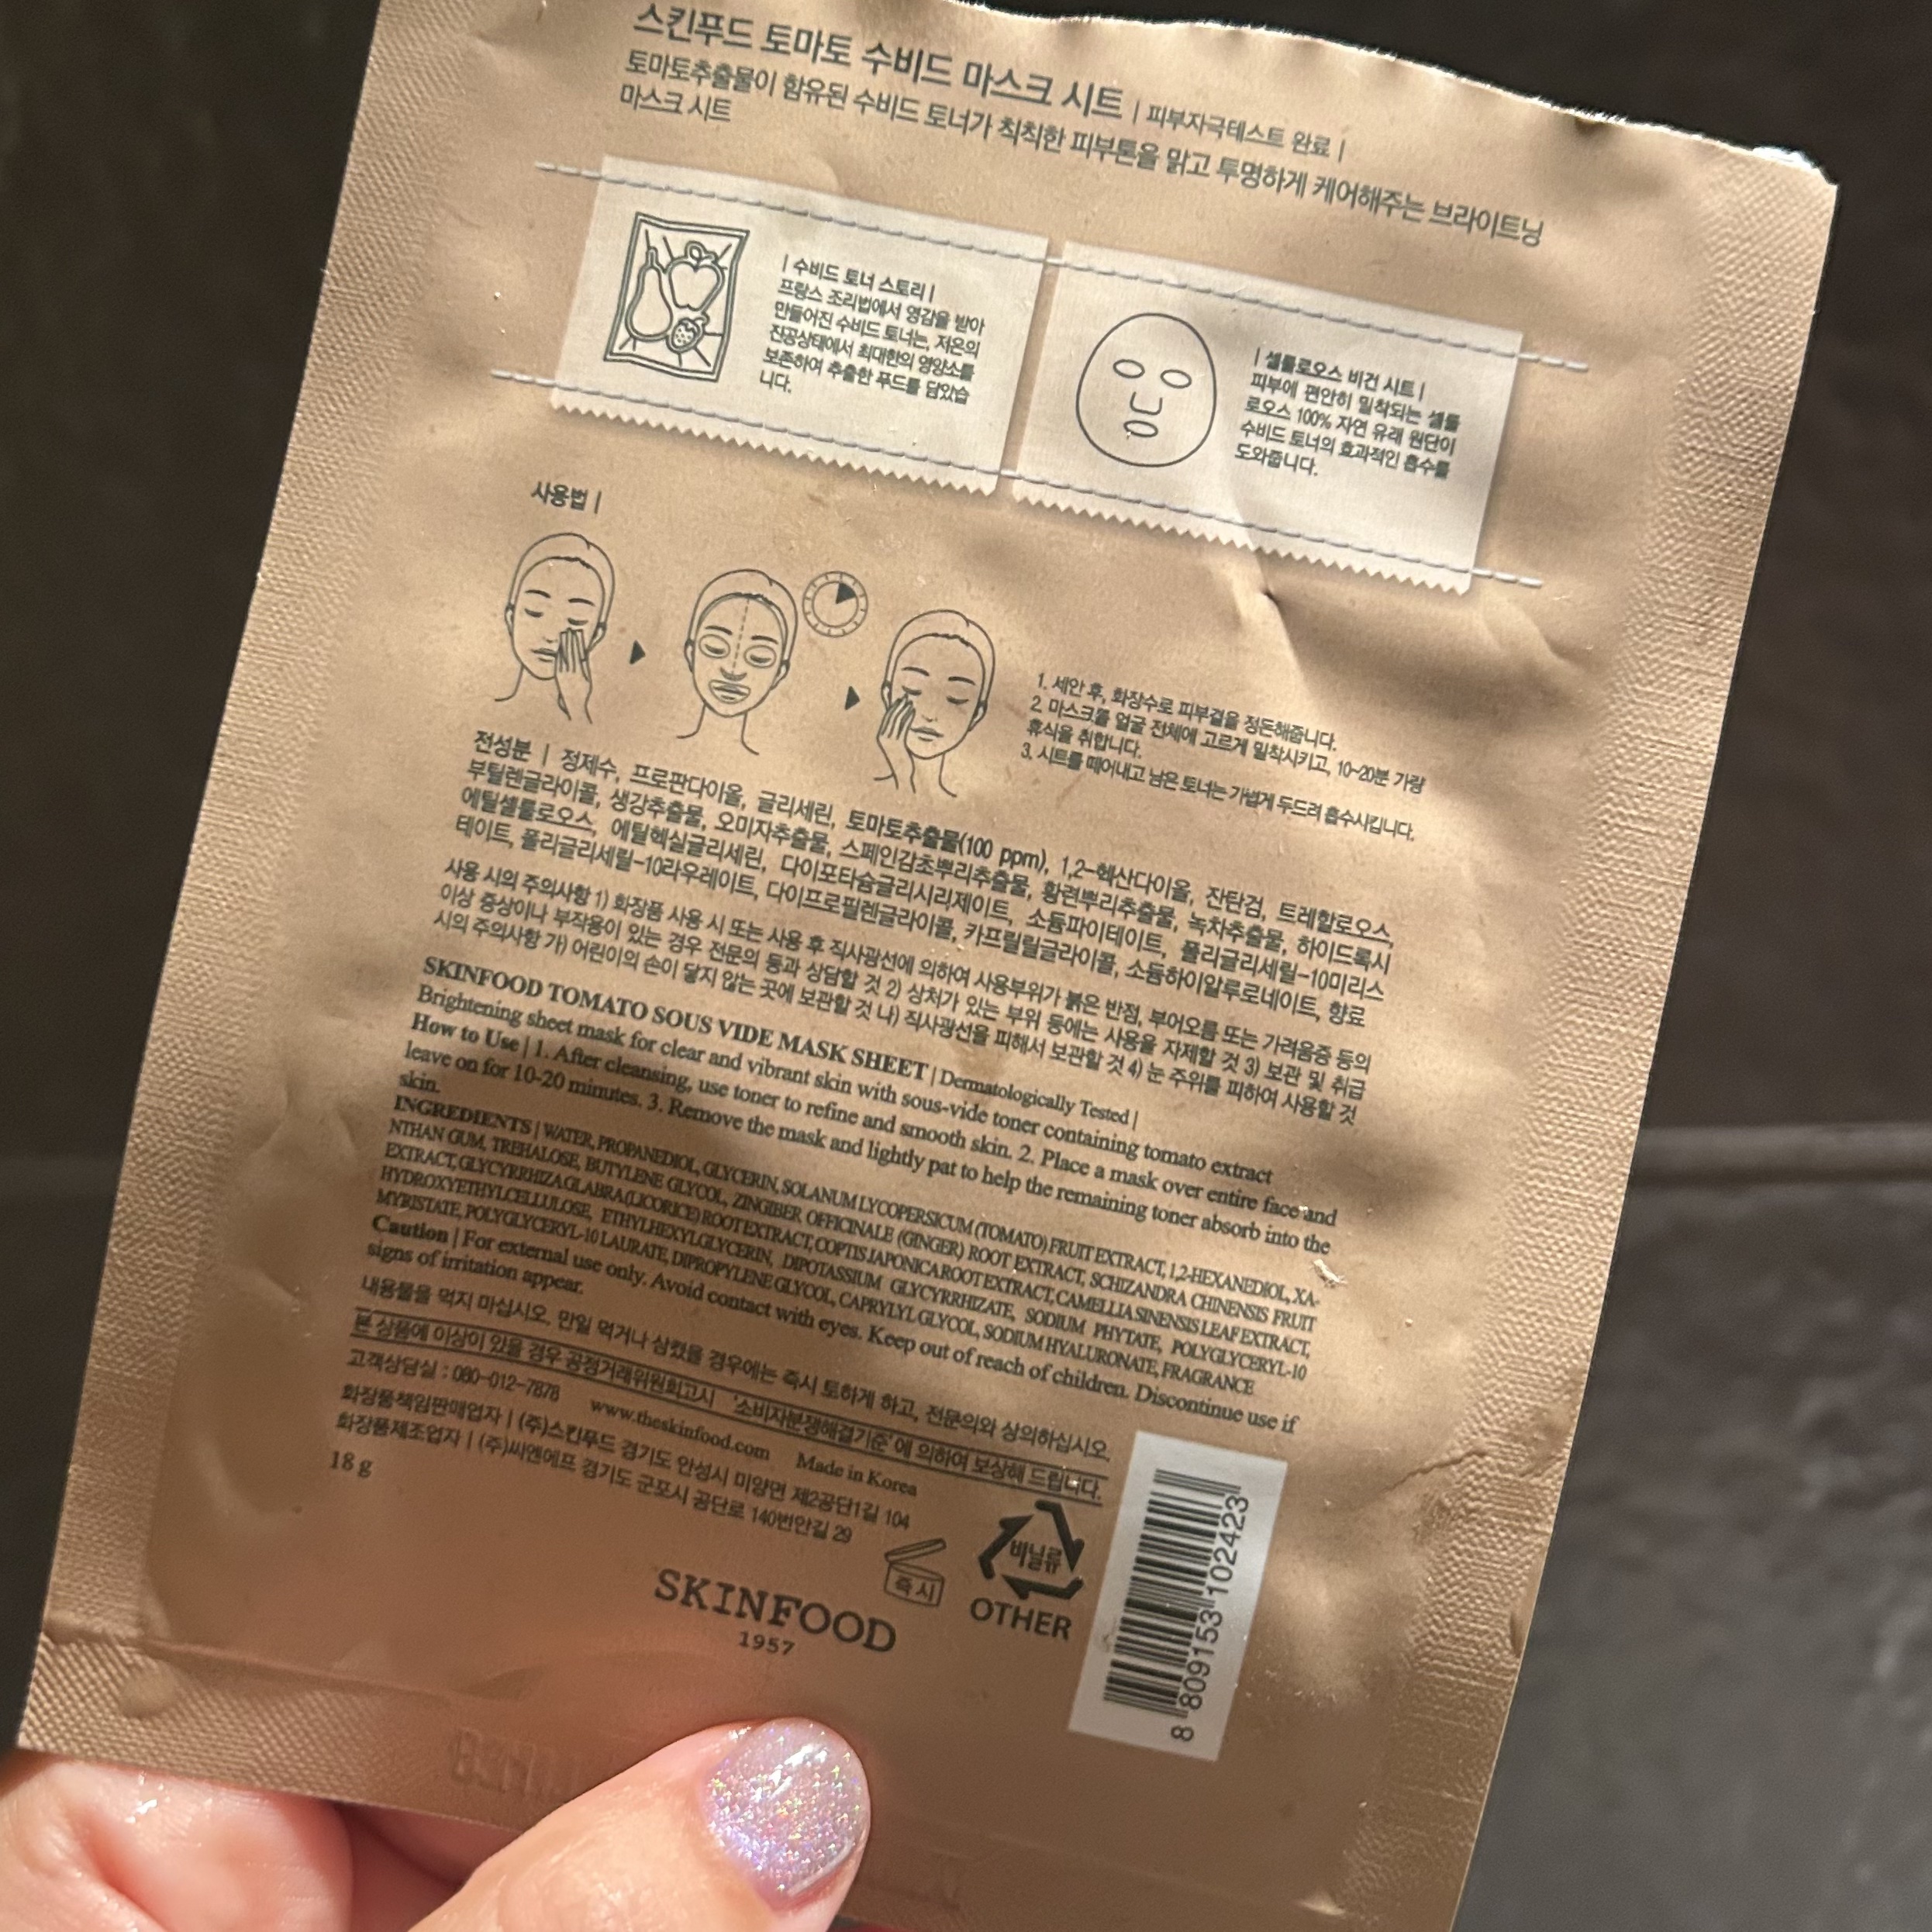 스킨푸드 토마토 수비드 마스크 시트 | 피부자극테스트 완료 |
토마토추출물이 함유된 수비드 토너가 칙칙한 피부톤을 맑고 투명하게 케어해주는 브라이트닝
마스크 시트
| 수비드 토너 스토리 |
프랑스 조리법에서 영감을 받아
만들어진 수비드 토너는, 저온의
진공상태에서 최대한의 영양소를
보존하여 추출한 푸드를 담았습
니다.
| 셀룰로오스 비건 시트 |
피부에 편안히 밀착되는 셀룰
로오스 100% 자연 유래 원단이
수비드 토너의 효과적인 흡수를
도와줍니다.
사용법 |
1. 세안 후, 화장수로 피부결을 정돈해줍니다.
2. 마스크를 얼굴 전체에 고르게 밀착시키고, 10~20분 가량
휴식을 취합니다.
3. 시트를 떼어내고 남은 토너는 가볍게 두드려 흡수시킵니다.
전성분 | 정제수, 프로판다이올, 글리세린, 토마토추출물(100 ppm), 1,2-헥산다이올, 잔탄검, 트레할로오스,
부틸렌글라이콜, 생강추출물, 오미자추출물, 스페인감초뿌리추출물, 황련뿌리추출물, 녹차추출물, 하이드록시
에틸셀룰로오스, 에틸헥실글리세린, 다이포타슘글리시리제이트, 소듐파이테이트, 폴리글리세릴-10미리스
테이트, 폴리글리세릴-10라우레이트, 다이프로필렌글라이콜, 카프릴릴글라이콜, 소듐하이알루로네이트, 향료
사용 시의 주의사항 1) 화장품 사용 시 또는 사용 후 직사광선에 의하여 사용부위가 붉은 반점, 부어오름 또는 가려움증 등의
이상 증상이나 부작용이 있는 경우 전문의 등과 상담할 것 2) 상처가 있는 부위 등에는 사용을 자제할 것 3) 보관 및 취급
시의 주의사항 가) 어린이의 손이 닿지 않는 곳에 보관할 것 나) 직사광선을 피해서 보관할 것 4) 눈 주위를 피하여 사용할 것
SKINFOOD TOMATO SOUS VIDE MASK SHEET | Dermatologically Tested |
Brightening sheet mask for clear and vibrant skin with sous-vide toner containing tomato extract
How to Use | 1. After cleansing, use toner to refine and smooth skin. 2. Place a mask over entire face and
leave on for 10-20 minutes. 3. Remove the mask and lightly pat to help the remaining toner absorb into the
skin.
INGREDIENTS | WATER, PROPANEDIOL, GLYCERIN, SOLANUM LYCOPERSICUM (TOMATO) FRUIT EXTRACT, 1,2-HEXANEDIOL, XA-
NTHAN GUM, TREHALOSE, BUTYLENE GLYCOL, ZINGIBER OFFICINALE (GINGER) ROOT EXTRACT, SCHIZANDRA CHINENSIS FRUIT
EXTRACT, GLYCYRRHIZA GLABRA (LICORICE) ROOT EXTRACT, COPTIS JAPONICA ROOT EXTRACT, CAMELLIA SINENSIS LEAF EXTRACT,
HYDROXYETHYLCELLULOSE, ETHYLHEXYLGLYCERIN, DIPOTASSIUM GLYCYRRHIZATE, SODIUM PHYTATE, POLYGLYCERYL-10
MYRISTATE, POLYGLYCERYL-10 LAURATE, DIPROPYLENE GLYCOL, CAPRYLYL GLYCOL, SODIUM HYALURONATE, FRAGRANCE
Caution | For external use only. Avoid contact with eyes. Keep out of reach of children. Discontinue use if
signs of irritation appear.
내용물을 먹지 마십시오, 만일 먹거나 삼켰을 경우에는 즉시 토하게 하고, 전문의와 상의하십시오.
본 상품에 이상이 있을 경우 공정거래위원회고시 '소비자분쟁해결기준'에 의하여 보상해 드립니다.
고객상담실 : 080-012-7878 www.theskinfood.com Made in Korea
화장품책임판매업자 | (주)스킨푸드 경기도 안성시 미양면 제2공단1길 104
화장품제조업자 | (주)씨앤에프 경기도 군포시 공단로 140번안길 29
18 g
즉시
비닐류
OTHER
SKINFOOD
1957
8 809153 102423